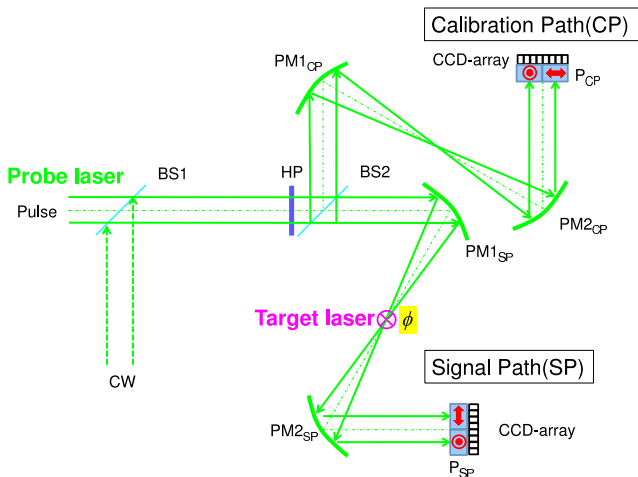 Calibration Path(CP)
CCD-array
PCP
PM1CP
Probe laser
BS1
HP
BS2
Pulse
PM2CP
PM1SP
Target laser
ϕ
CW
Signal Path(SP)
PM2SP
CCD-array
PSP